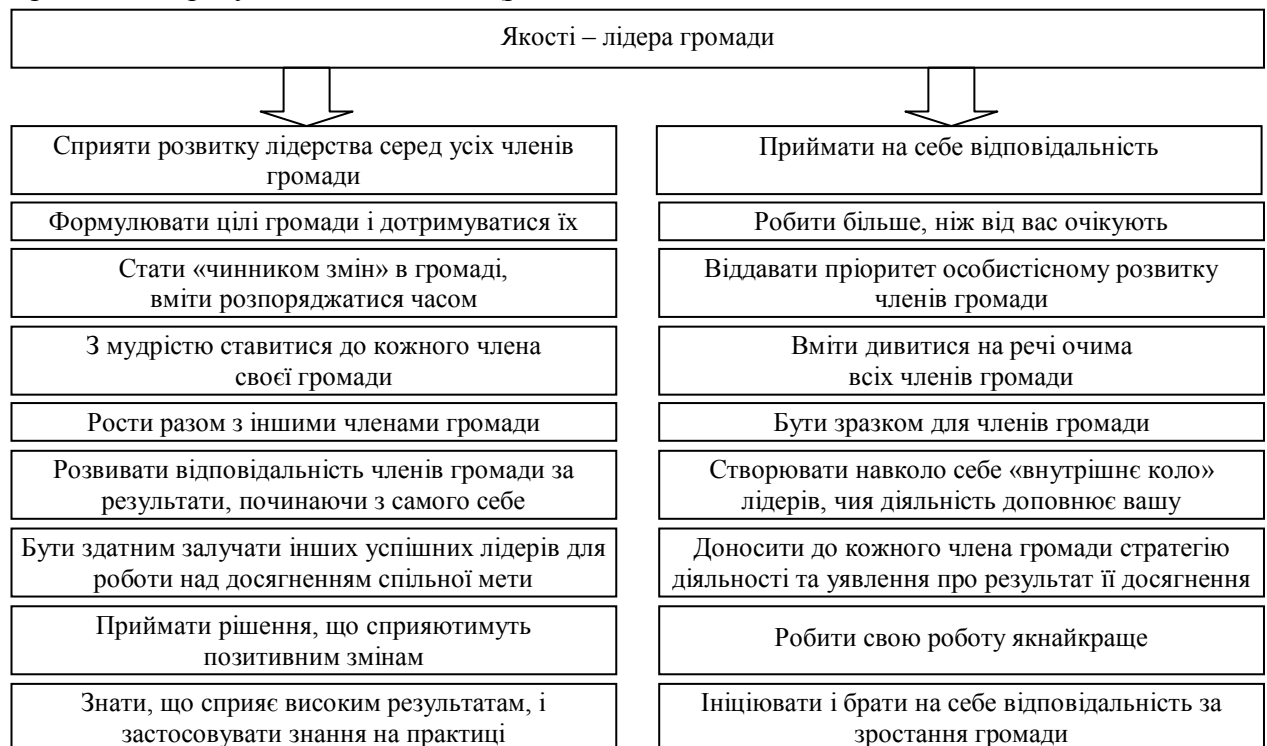 Якості – лідера громади
Сприяти розвитку лідерства серед усіх членів
громади
Формулювати цілі громади і дотримуватися їх
Стати «чинником змін» в громаді,
вміти розпоряджатися часом
З мудрістю ставитися до кожного члена
своєї громади
Рости разом з іншими членами громади
Розвивати відповідальність членів громади за
результати, починаючи з самого себе
Бути здатним залучати інших успішних лідерів для
роботи над досягненням спільної мети
Приймати рішення, що сприяютимуть
позитивним змінам
Знати, що сприяє високим результатам, і
застосовувати знання на практиці
Приймати на себе відповідальність
Робити більше, ніж від вас очікують
Віддавати пріоритет особистісному розвитку
членів громади
Вміти дивитися на речі очима
всіх членів громади
Бути зразком для членів громади
Створювати навколо себе «внутрішнє коло»
лідерів, чия діяльність доповнює вашу
Доносити до кожного члена громади стратегію
діяльності та уявлення про результат її досягнення
Робити свою роботу якнайкраще
Ініціювати і брати на себе відповідальність за
зростання громади